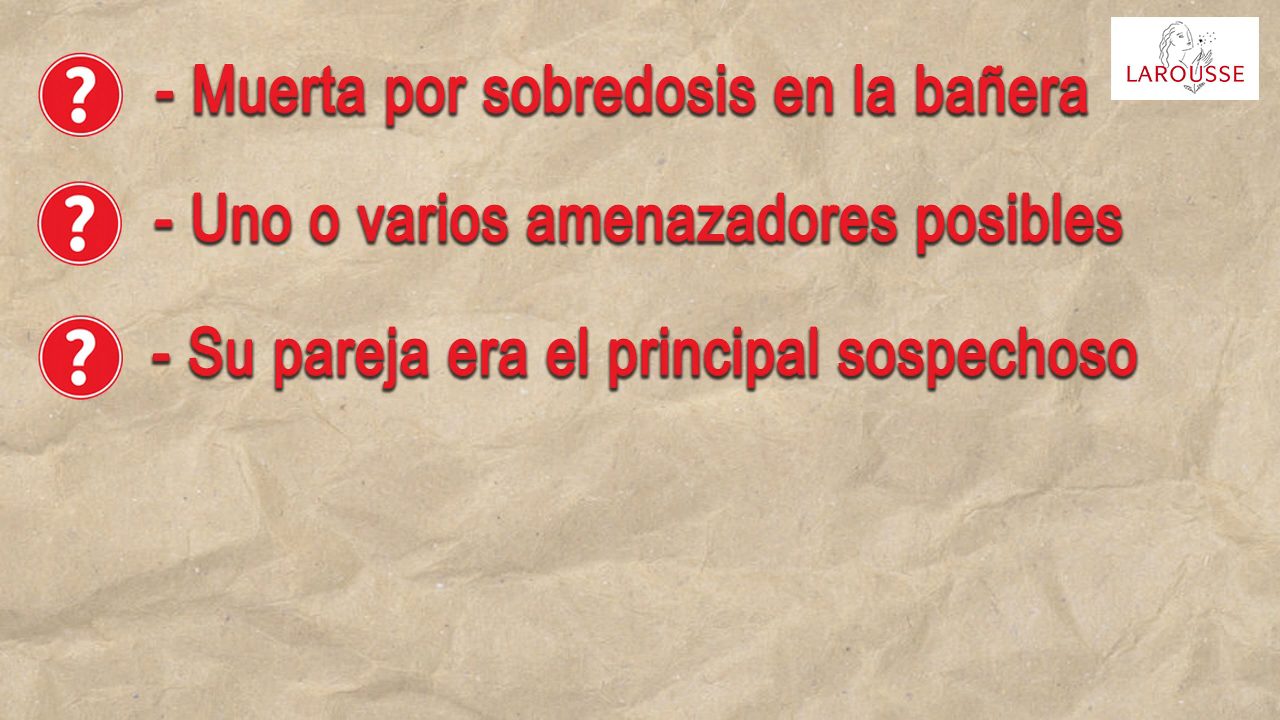 LAROUSSE
? - Muerta por sobredosis en la bañera
? - Uno o varios amenazadores posibles
? - Su pareja era el principal sospechoso